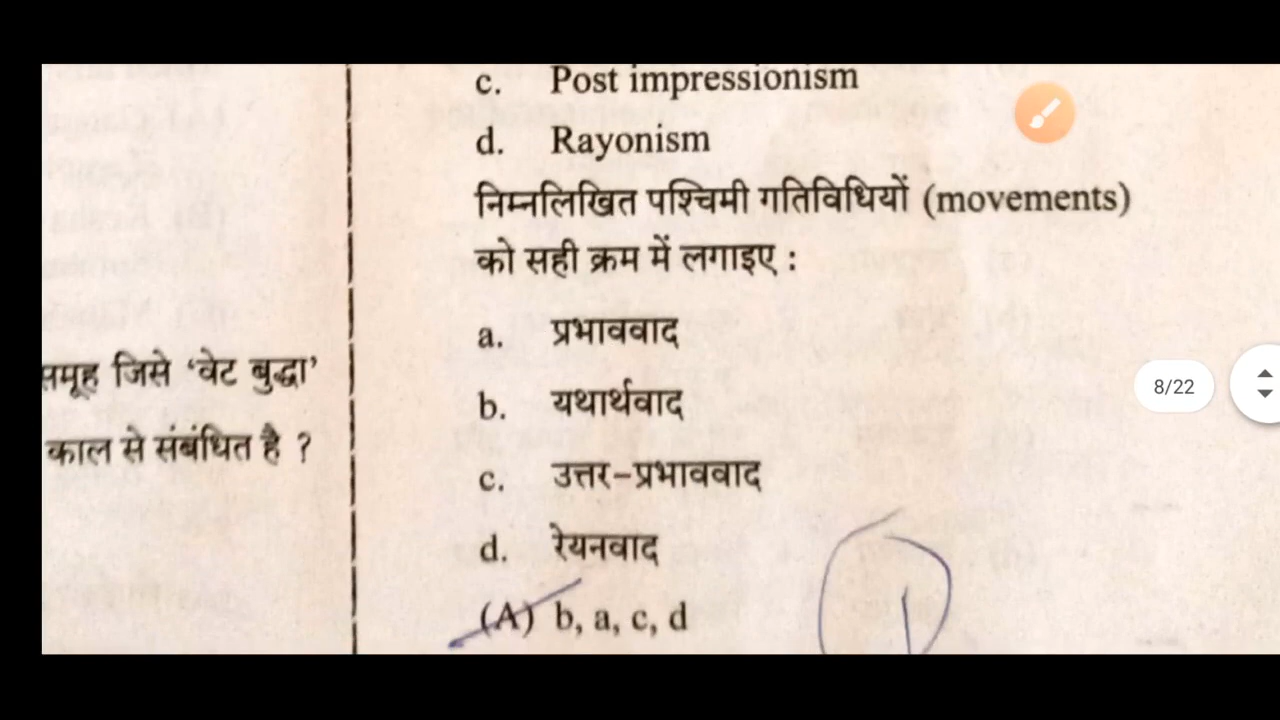 समूह जिसे ‘वेट बुद्धा’
काल से संबंधित है ?
c. Post impressionism
d. Rayonism
निम्नलिखित पश्चिमी गतिविधियों (movements)
को सही क्रम में लगाइए :
a. प्रभाववाद
b. यथार्थवाद
c. उत्तर-प्रभाववाद
d. रेयनवाद
(A) b, a, c, d
8/22